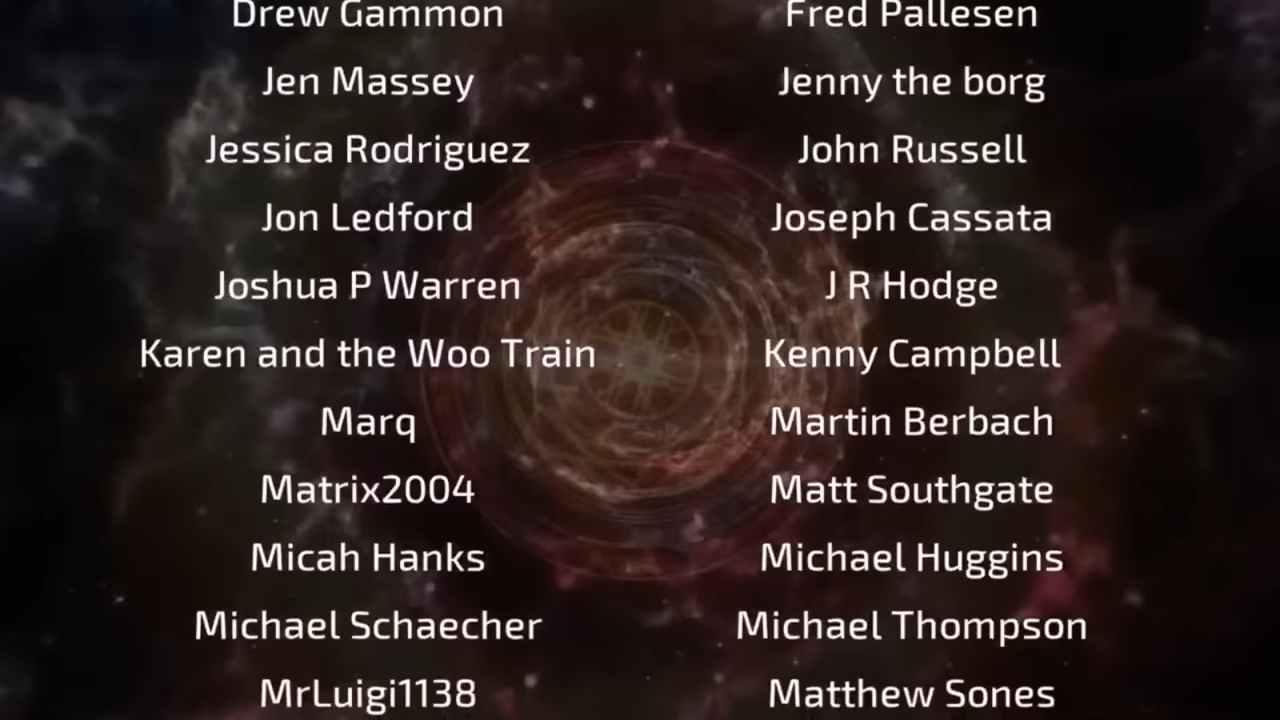 Drew Gammon Fred Pallesen
Jen Massey Jenny the borg
Jessica Rodriguez John Russell
Jon Ledford Joseph Cassata
Joshua P Warren J R Hodge
Karen and the Woo Train Kenny Campbell
Marq Martin Berbach
Matrix2004 Matt Southgate
Micah Hanks Michael Huggins
Michael Schaecher Michael Thompson
MrLuigi1138 Matthew Sones